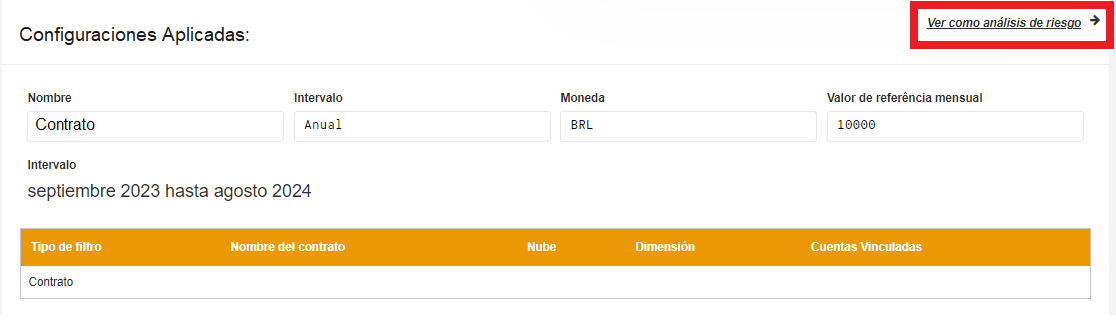 Configuraciones Aplicadas:
Ver como análisis de riesgo
Nombre
Intervalo
Moneda
Valor de referência mensual
Contrato
Anual
BRL
10000
Intervalo
septiembre 2023 hasta agosto 2024
Tipo de filtro
Nombre del contrato
Nube
Dimensión
Cuentas Vinculadas
Contrato